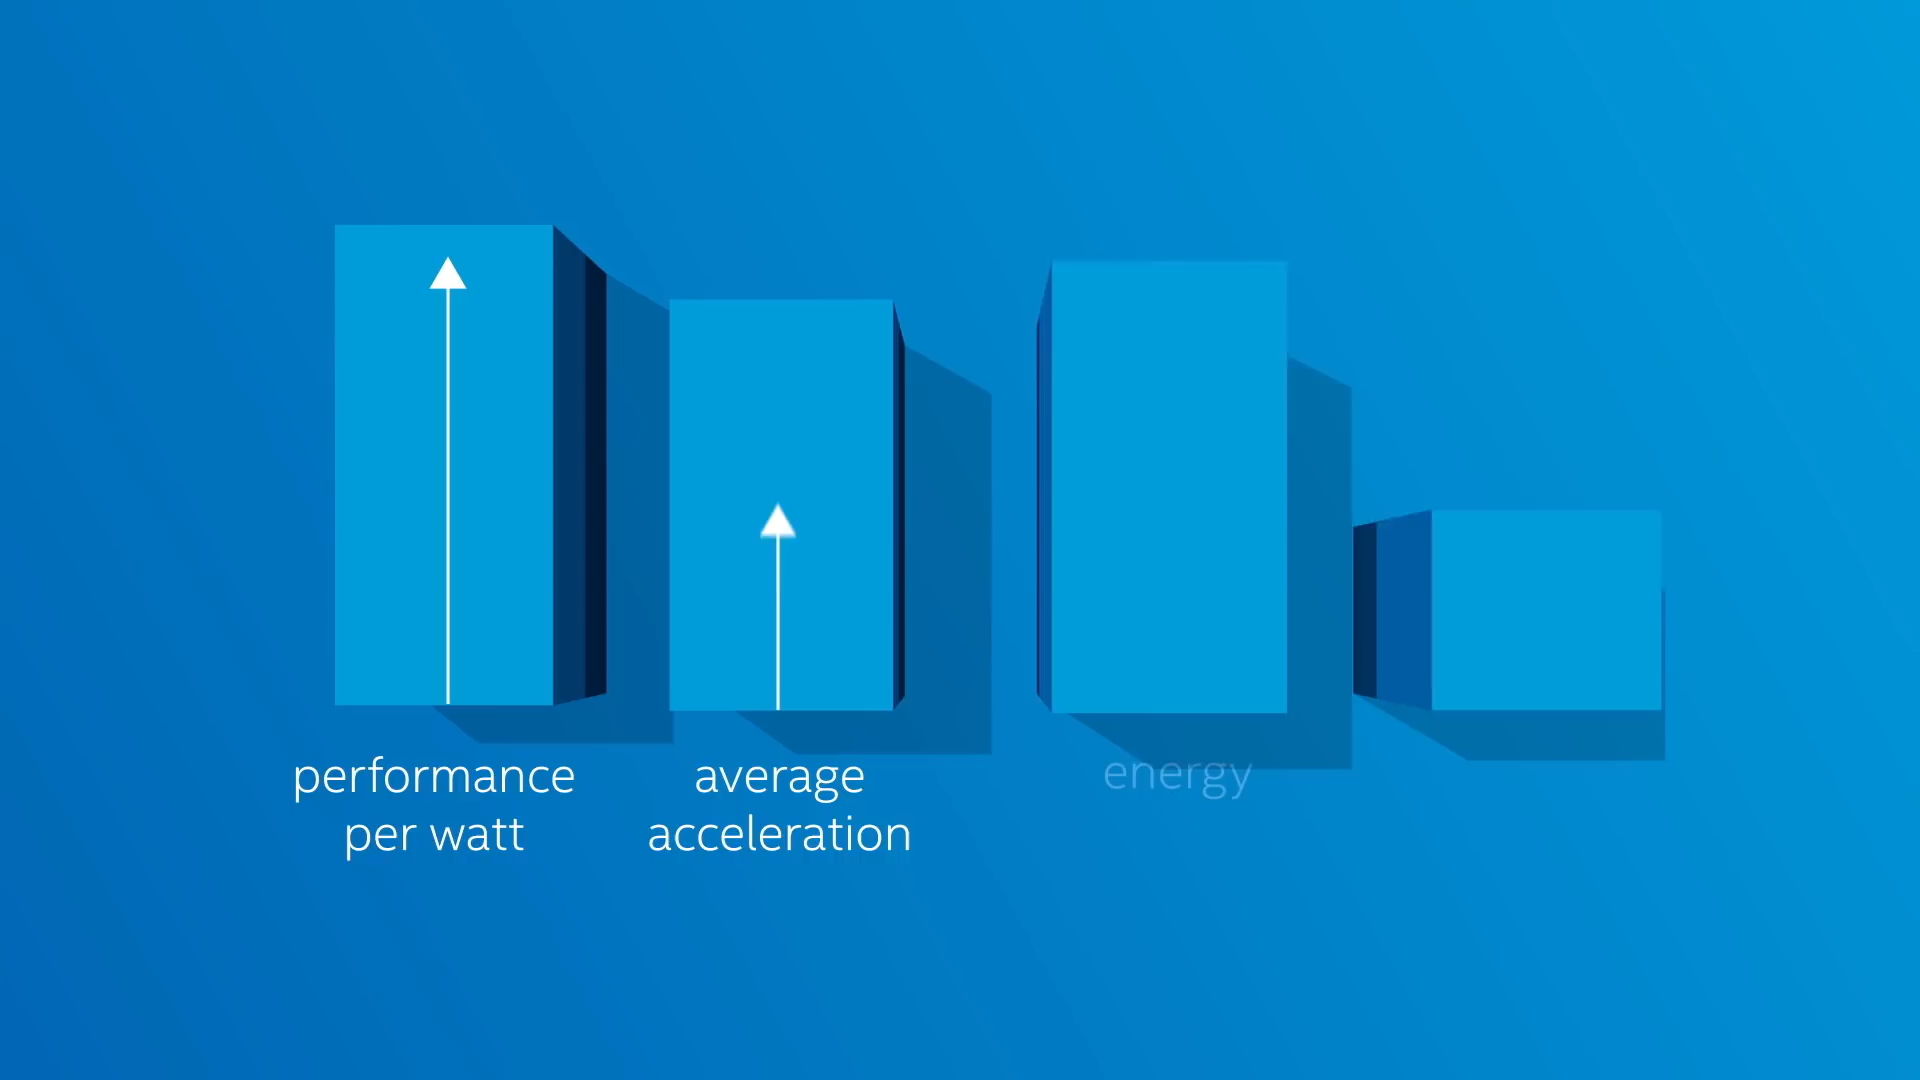 performance
per watt
average
acceleration
energy